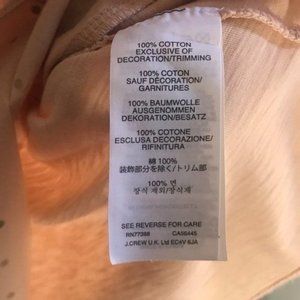 100% COTTON
EXCLUSIVE OF
DECORATION/TRIMMING
100% COTON
SAUF DÉCORATION/
GARNITURES
100% BAUMWOLLE
AUSGENOMMEN
DEKORATION/BESATZ
100% COTONE
ESCLUSA DECORAZIONE/
RIFINITURA
綿 100%
装飾部分を除く/トリム部
100% 면
장식 제외/장식재
SEE REVERSE FOR CARE
RN77388 CA56445
J.CREW U.K. Ltd EC4V 6JA